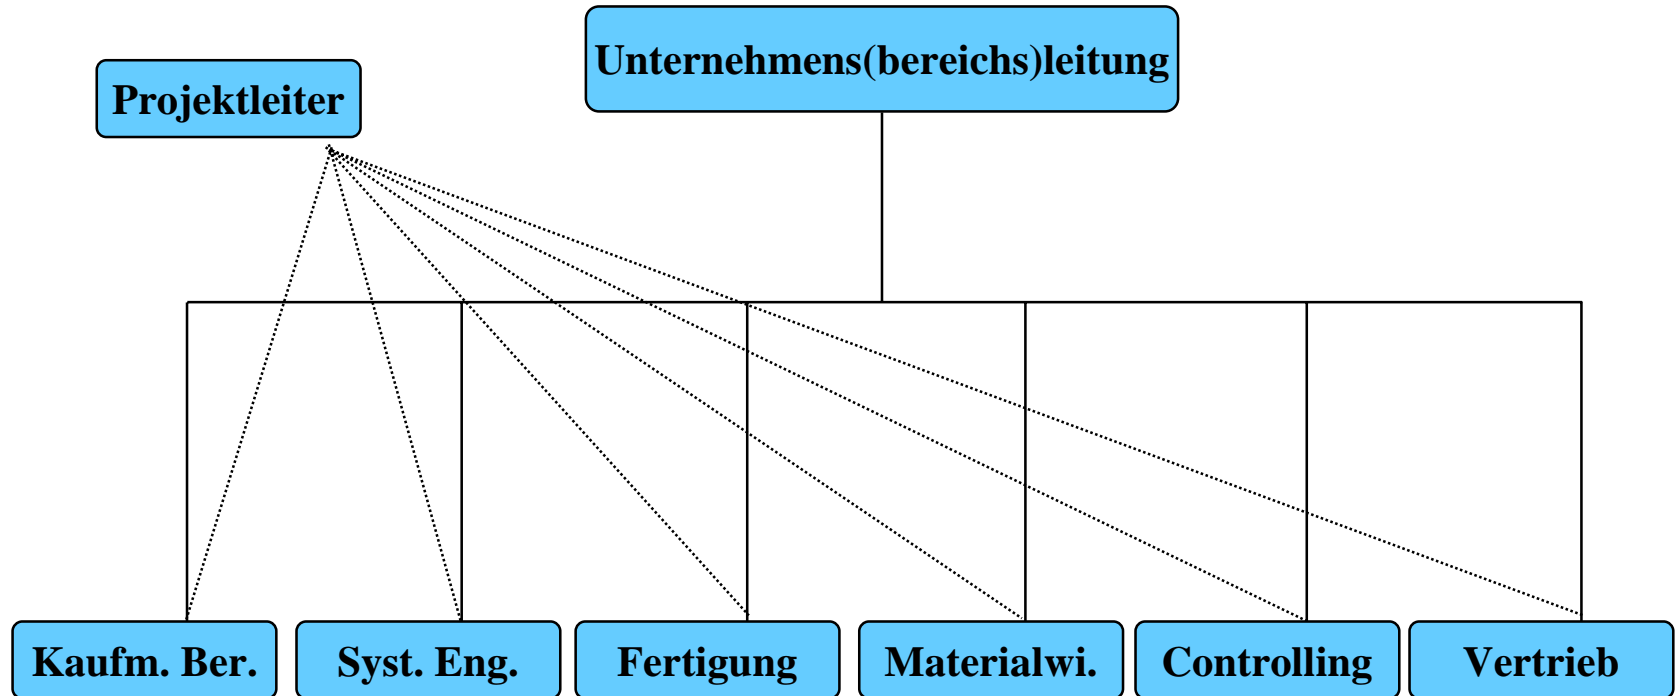 Unternehmens(bereichs)leitung
Projektleiter
Kaufm. Ber.
Syst. Eng.
Fertigung
Materialwi.
Controlling
Vertrieb